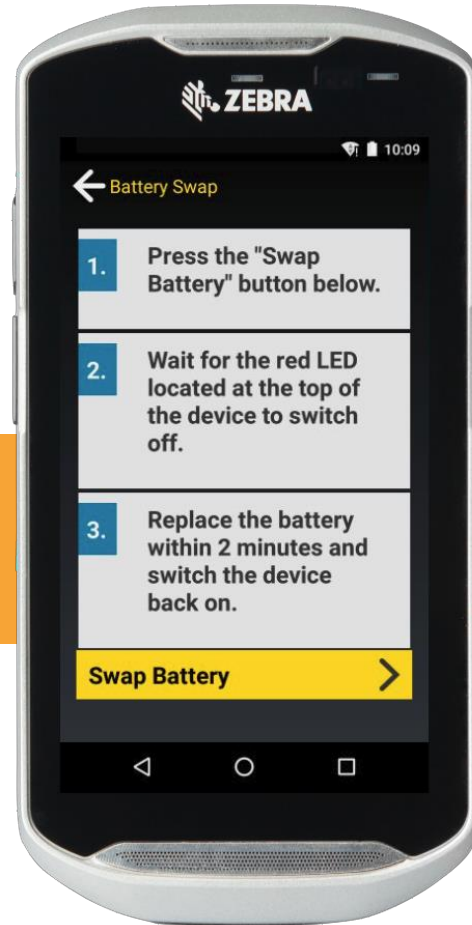 ZEBRA
10:09
Battery Swap
1.
Press the "Swap
Battery" button below.
2.
Wait for the red LED
located at the top of
the device to switch
off.
3.
Replace the battery
within 2 minutes and
switch the device
back on.
Swap Battery